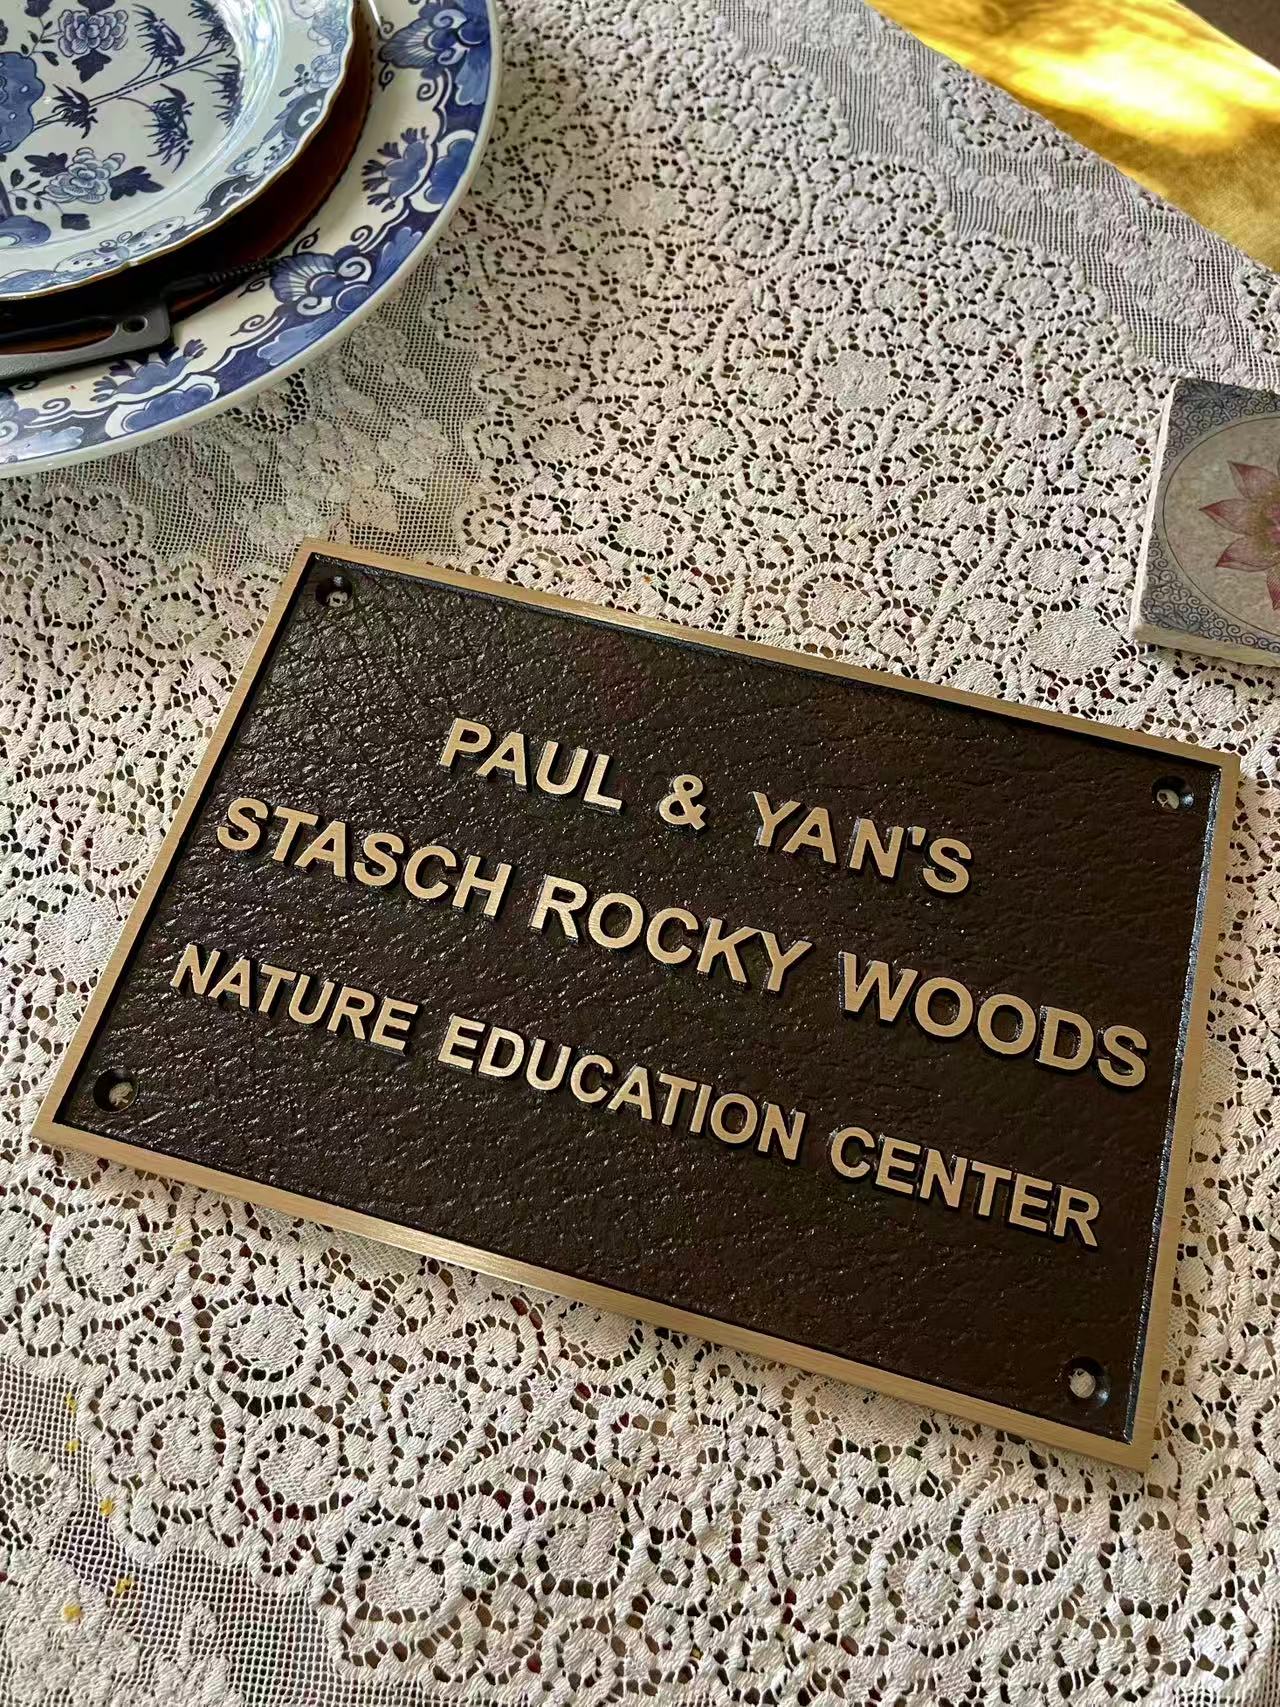 PAUL & YAN'S
STASCH ROCKY WOODS
NATURE EDUCATION CENTER